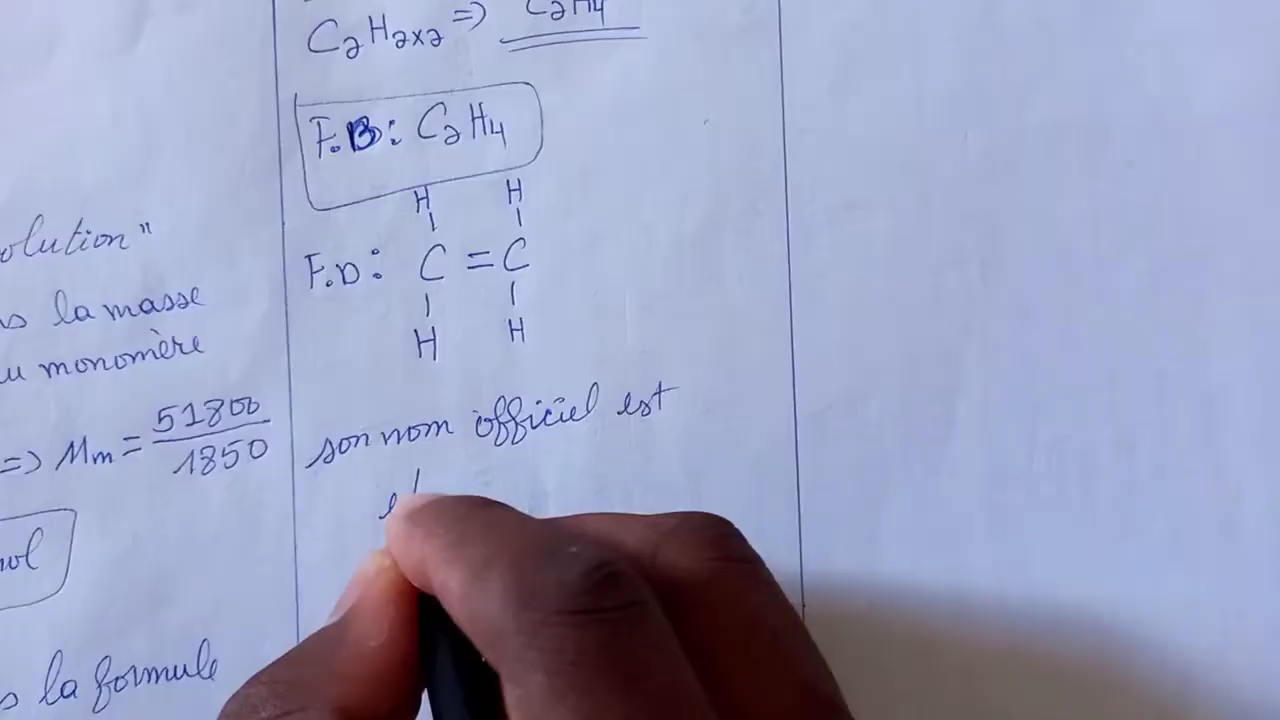 olution"
la masse
monomère
=> Mm = 51800
1850
la formule
C2H2x2 => C2H4
F.B: C2H4
H H
F.D: C = C
H H
son nom officiel est